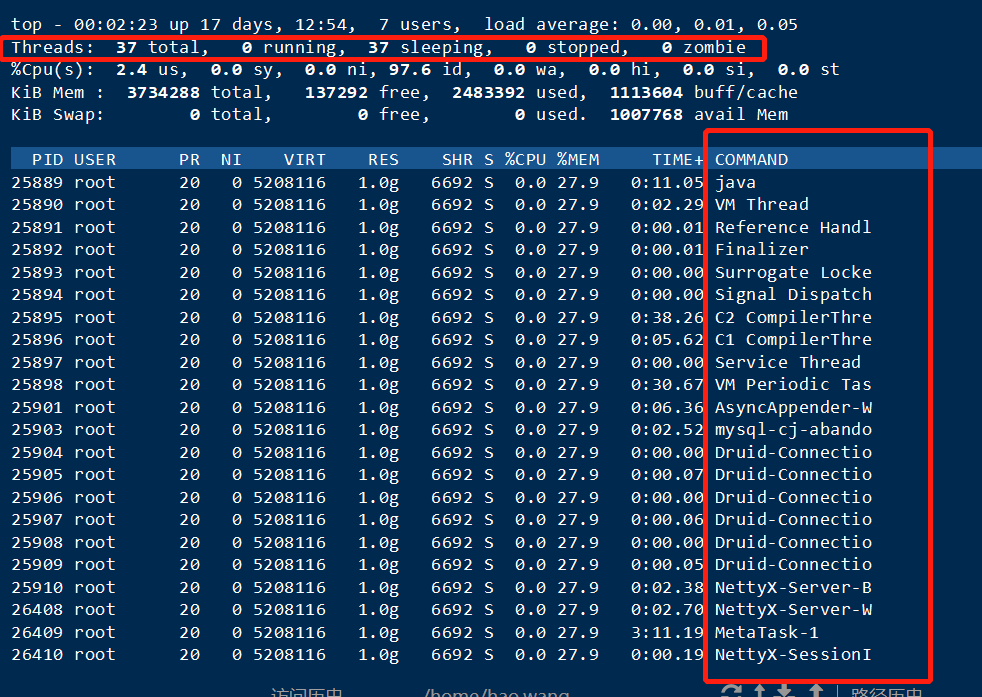 top - 00:02:23 up 17 days, 12:54,  7 users,  load average: 0.00, 0.01, 0.05
Threads:  37 total,   0 running,  37 sleeping,   0 stopped,   0 zombie
%Cpu(s):  2.4 us,  0.0 sy,  0.0 ni, 97.6 id,  0.0 wa,  0.0 hi,  0.0 si,  0.0 st
KiB Mem :  3734288 total,   137292 free,  2483392 used,  1113604 buff/cache
KiB Swap:        0 total,        0 free,        0 used.  1007768 avail Mem
PID USER      PR  NI    VIRT    RES    SHR S %CPU %MEM     TIME+ COMMAND
25889 root      20   0 5208116   1.0g   6692 S  0.0 27.9   0:11.05 java
25890 root      20   0 5208116   1.0g   6692 S  0.0 27.9   0:02.29 VM Thread
25891 root      20   0 5208116   1.0g   6692 S  0.0 27.9   0:00.01 Reference Handl
25892 root      20   0 5208116   1.0g   6692 S  0.0 27.9   0:00.01 Finalizer
25893 root      20   0 5208116   1.0g   6692 S  0.0 27.9   0:00.00 Surrogate Locke
25894 root      20   0 5208116   1.0g   6692 S  0.0 27.9   0:00.00 Signal Dispatch
25895 root      20   0 5208116   1.0g   6692 S  0.0 27.9   0:38.26 C2 CompilerThre
25896 root      20   0 5208116   1.0g   6692 S  0.0 27.9   0:05.62 C1 CompilerThre
25897 root      20   0 5208116   1.0g   6692 S  0.0 27.9   0:00.00 Service Thread
25898 root      20   0 5208116   1.0g   6692 S  0.0 27.9   0:30.67 VM Periodic Tas
25901 root      20   0 5208116   1.0g   6692 S  0.0 27.9   0:06.36 AsyncAppender-W
25903 root      20   0 5208116   1.0g   6692 S  0.0 27.9   0:02.52 mysql-cj-abando
25904 root      20   0 5208116   1.0g   6692 S  0.0 27.9   0:00.00 Druid-Connectio
25905 root      20   0 5208116   1.0g   6692 S  0.0 27.9   0:00.07 Druid-Connectio
25906 root      20   0 5208116   1.0g   6692 S  0.0 27.9   0:00.00 Druid-Connectio
25907 root      20   0 5208116   1.0g   6692 S  0.0 27.9   0:00.06 Druid-Connectio
25908 root      20   0 5208116   1.0g   6692 S  0.0 27.9   0:00.00 Druid-Connectio
25909 root      20   0 5208116   1.0g   6692 S  0.0 27.9   0:00.05 Druid-Connectio
25910 root      20   0 5208116   1.0g   6692 S  0.0 27.9   0:02.38 NettyX-Server-B
26408 root      20   0 5208116   1.0g   6692 S  0.0 27.9   0:02.70 NettyX-Server-W
26409 root      20   0 5208116   1.0g   6692 S  0.0 27.9   3:11.19 MetaTask-1
26410 root      20   0 5208116   1.0g   6692 S  0.0 27.9   0:00.19 NettyX-SessionI
访问历史 /home/hao.wang 路径历史